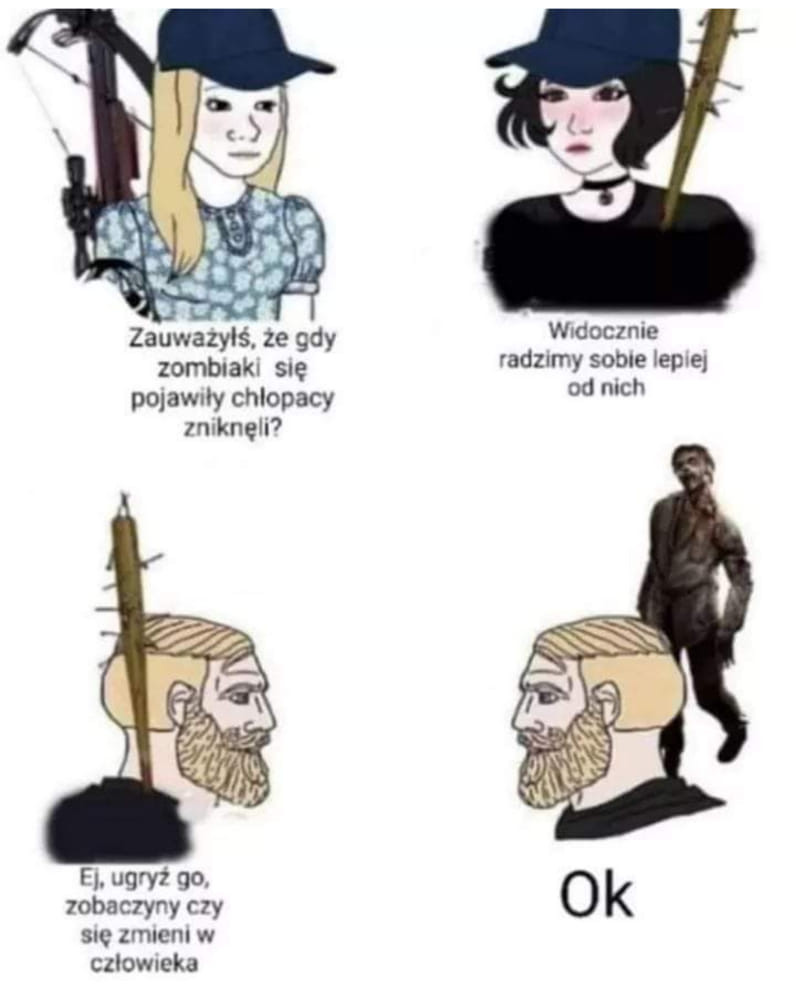 Zauważyłś, że gdy
zombiaki się
pojawiły chłopacy
zniknęli?
Widocznie
radzimy sobie lepiej
od nich
Ej, ugryź go,
zobaczyny czy
się zmieni w
człowieka
Ok